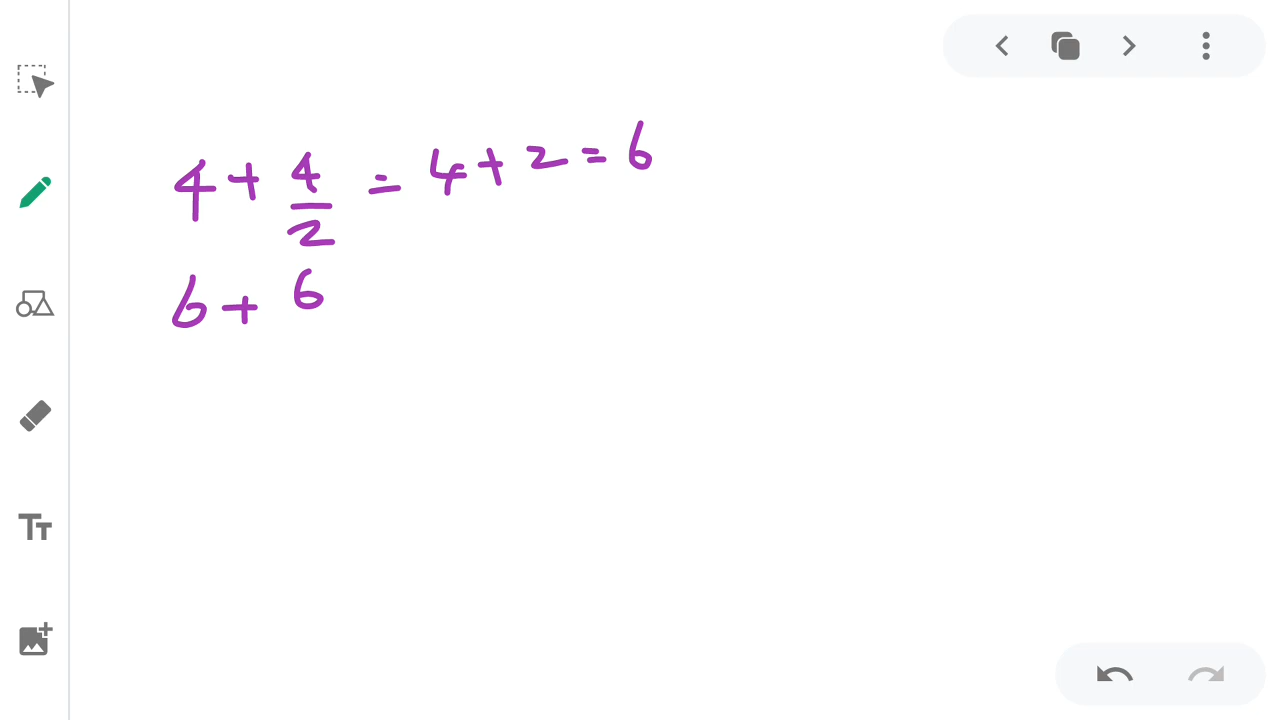 4 + 4/2 = 4 + 2 = 6
6 + 6